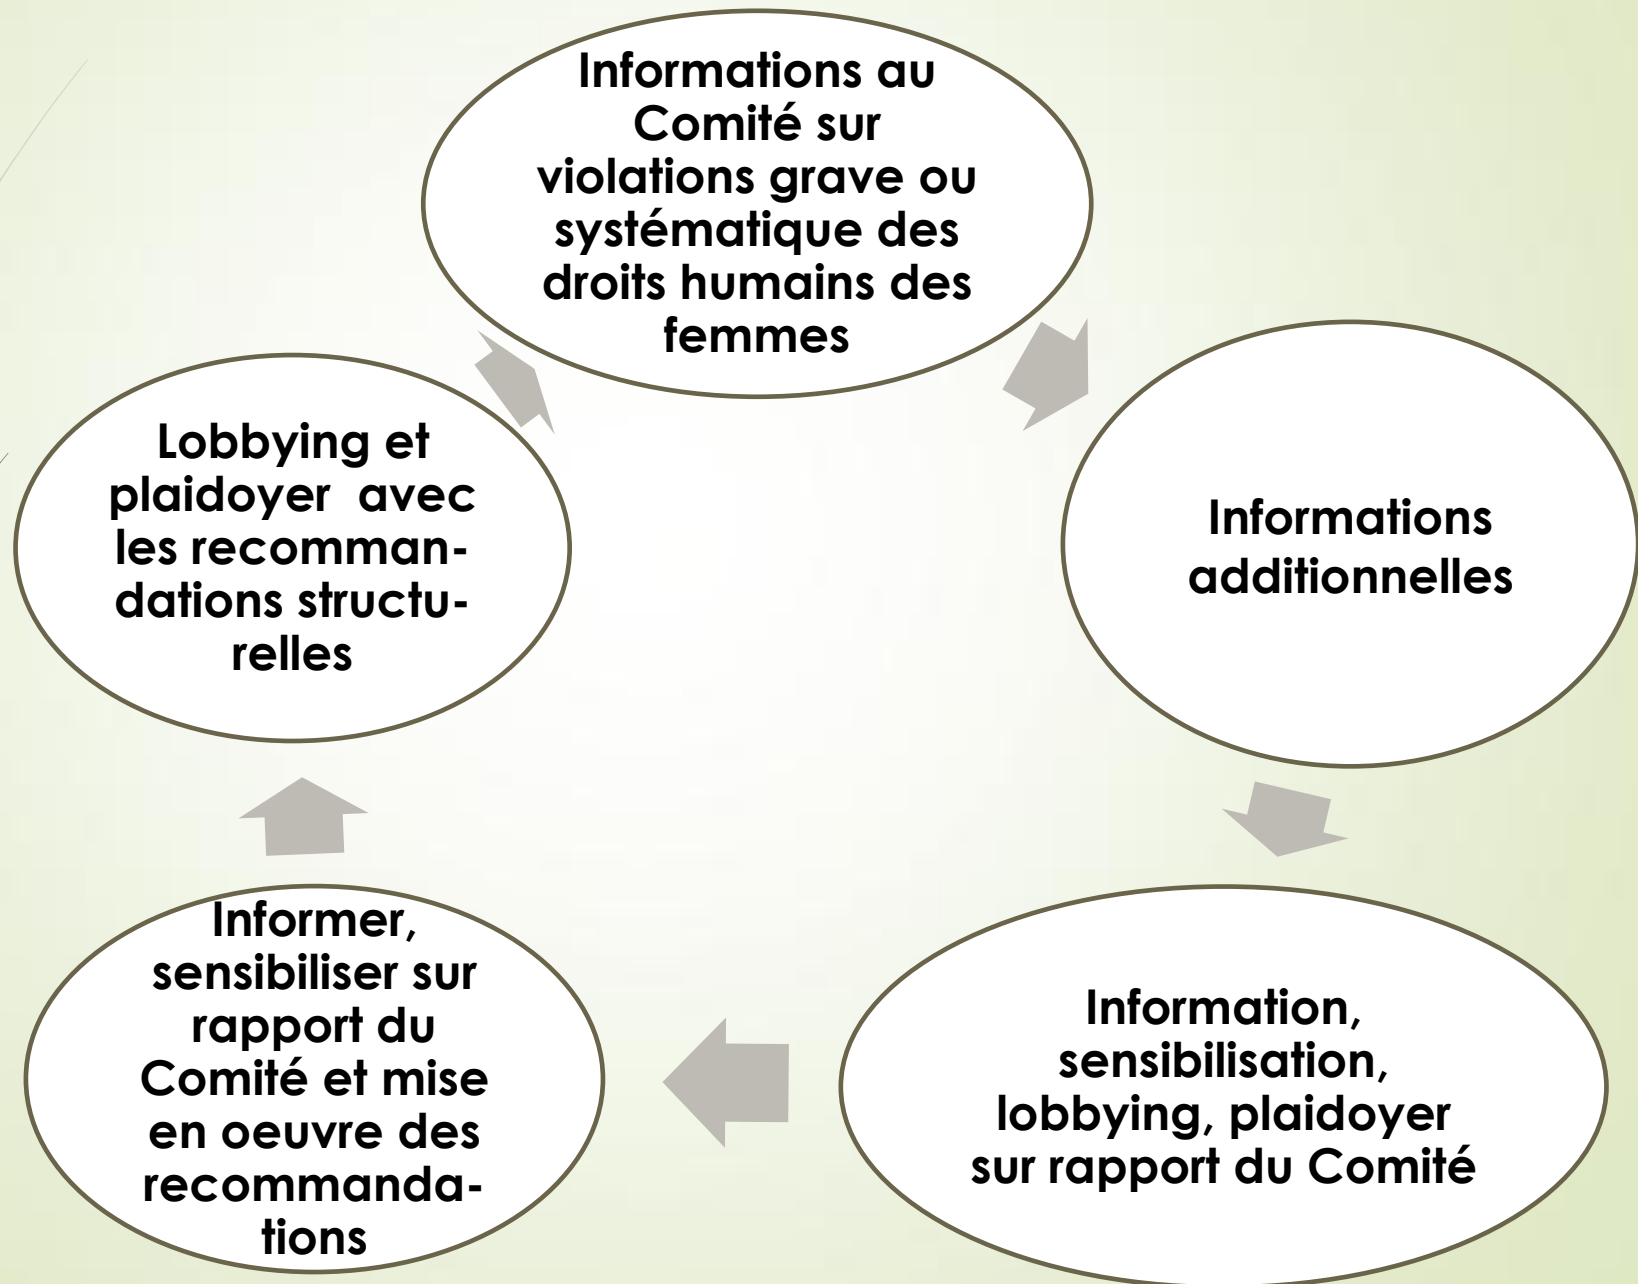 Informations au
Comité sur
violations grave ou
systématique des
droits humains des
femmes
Informations
additionnelles
Information,
sensibilisation,
lobbying, plaidoyer
sur rapport du Comité
Informer,
sensibiliser sur
rapport du
Comité et mise
en oeuvre des
recommanda-
tions
Lobbying et
plaidoyer avec
les recomman-
dations structu-
relles